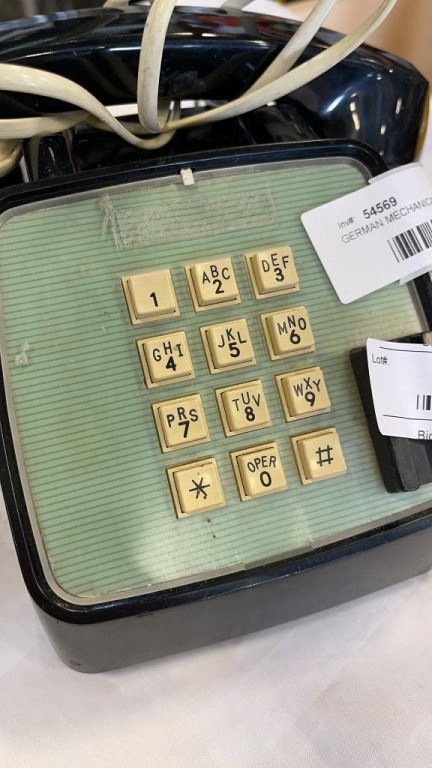 Inv# 54569
GERMAN MECHANIC
Lot#:
1
ABC
2
DEF
3
GHI
4
JKL
5
MNO
6
PRS
7
TUV
8
WXY
9
*
OPER
0
#